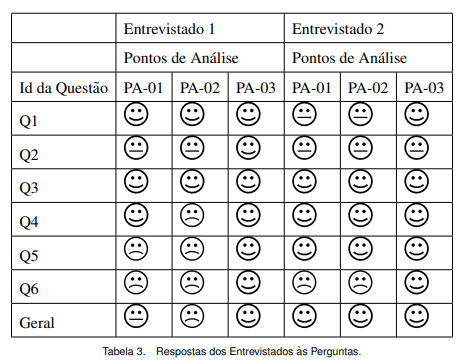 Entrevistado 1 Entrevistado 2
Pontos de Análise Pontos de Análise
Id da Questão PA-01 PA-02 PA-03 PA-01 PA-02 PA-03
Q1
Q2
Q3
Q4
Q5
Q6
Geral
Tabela 3. Respostas dos Entrevistados às Perguntas.